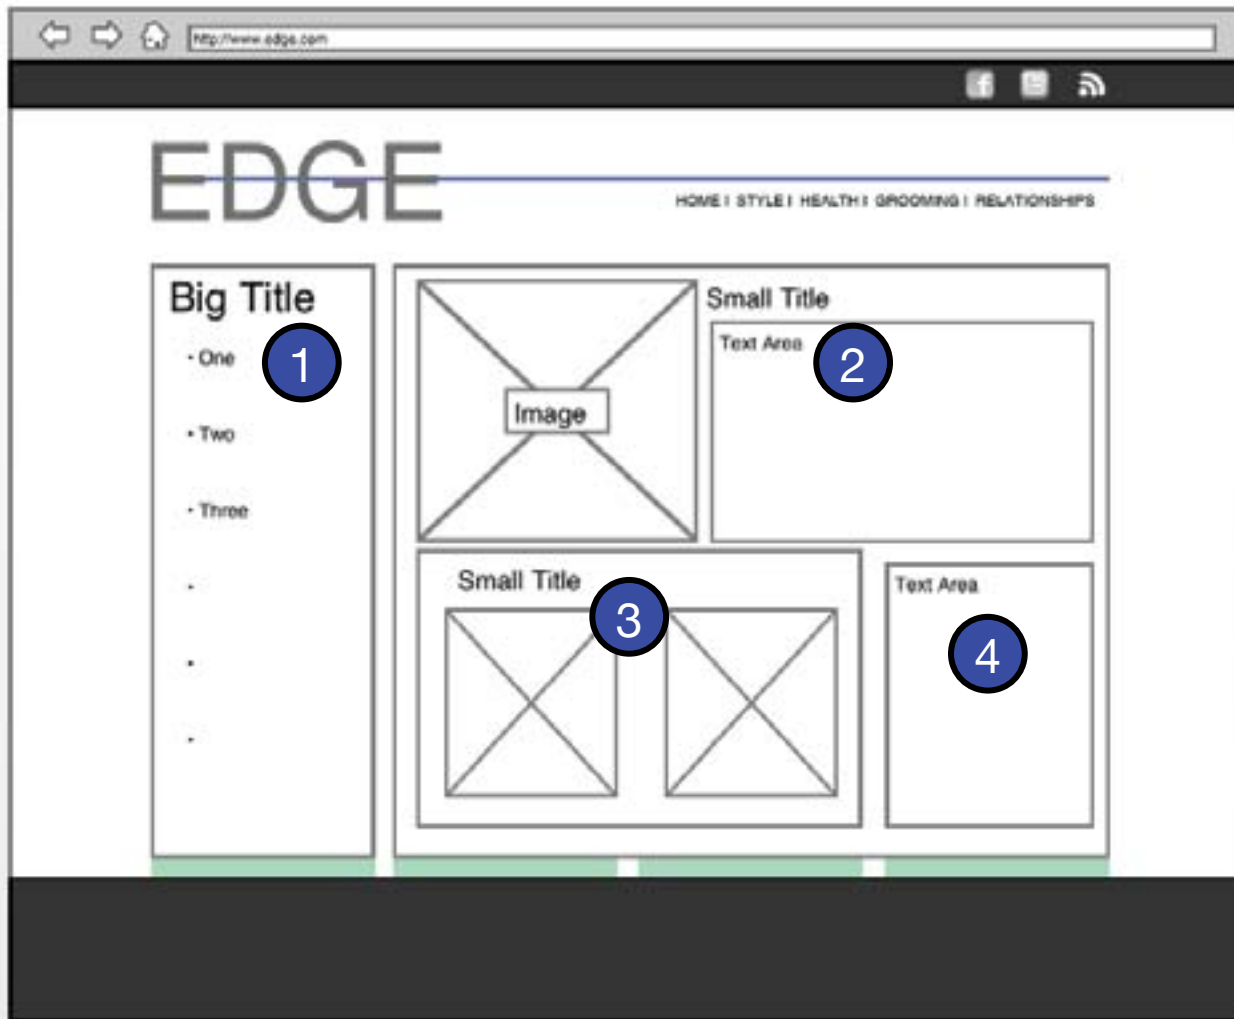 http://www.edge.com
f
EDGE
HOME I STYLE I HEALTH I GROOMING I RELATIONSHIPS
Big Title
• One
1
• Two
• Three
•
•
•
Image
Small Title
Text Area
2
Small Title
3
Text Area
4